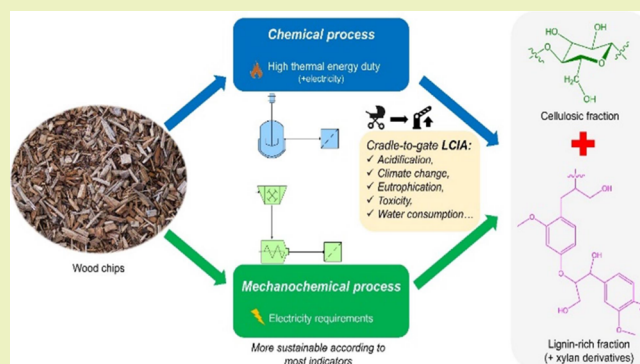 Chemical process
High thermal energy duty
(+electricity)
Wood chips
Cradle-to-gate LCIA:
✓ Acidification,
✓ Climate change,
✓ Eutrophication,
✓ Toxicity,
✓ Water consumption…
Mechanochemical process
Electricity requirements
More sustainable according to
most indicators
HO
OH
O
O
O
H₂C
OH
Cellulosic fraction
OH
O
OH
O
HO
O
Lignin-rich fraction
(+ xylan derivatives)